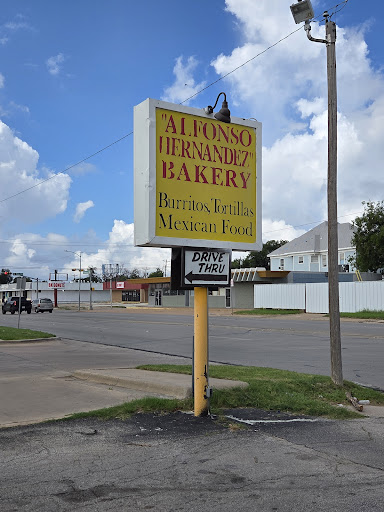 "ALFONSO
HERNANDEZ"
BAKERY
Burritos, Tortillas
Mexican Food
DRIVE
THRU